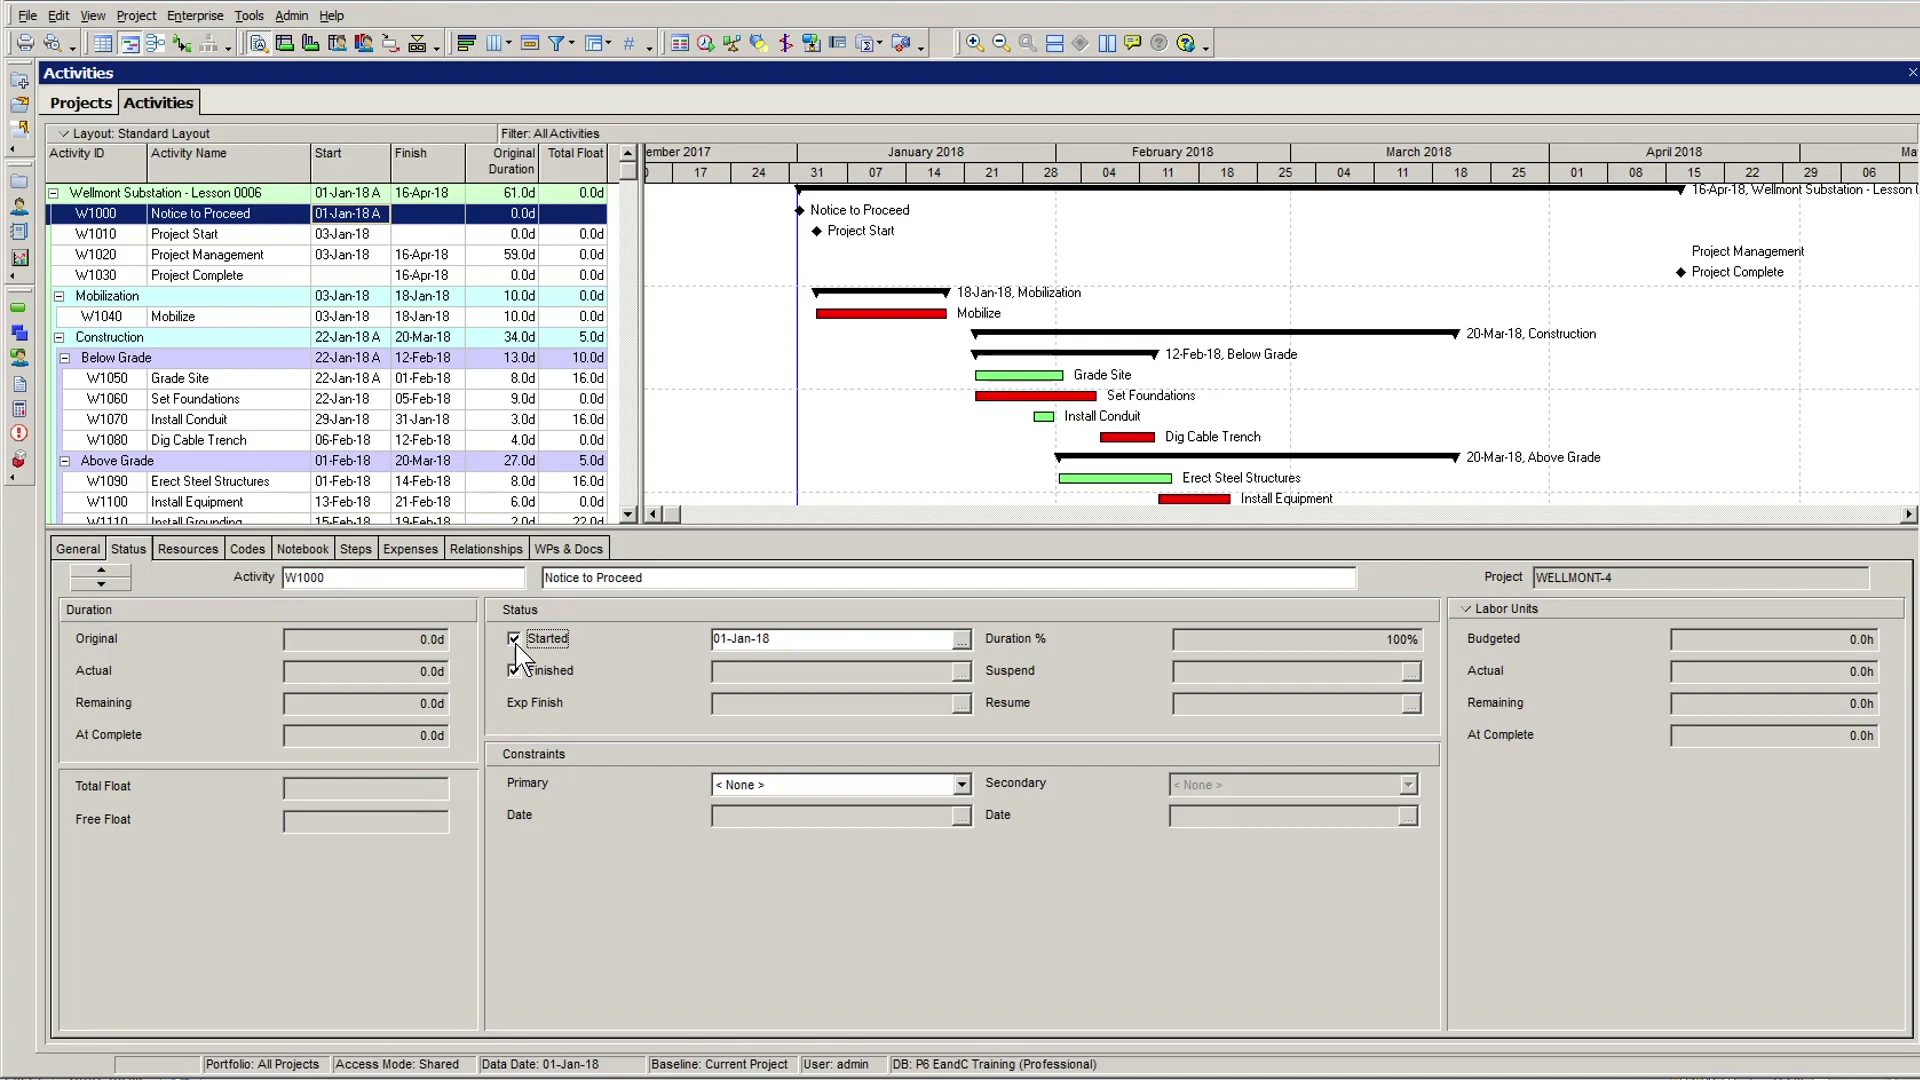 File Edit View Project Enterprise Tools Admin Help
Activities
Projects Activities
Layout: Standard Layout Filter: All Activities
Activity ID Activity Name Start Finish Original Duration Total Float
ember 2017 January 2018 February 2018 March 2018 April 2018 Ma
17 24 31 07 14 21 28 04 11 18 25 04 11 18 25 01 08 15 22 29 06
Wellmont Substation - Lesson 0006 01-Jan-18 A 16-Apr-18 61.0d 0.0d 16-Apr-18, Wellmont Substation - Lesson
W1000 Notice to Proceed 01-Jan-18 A 0.0d Notice to Proceed
W1010 Project Start 03-Jan-18 0.0d 0.0d Project Start
W1020 Project Management 03-Jan-18 16-Apr-18 59.0d 0.0d Project Management
W1030 Project Complete 16-Apr-18 0.0d 0.0d Project Complete
Mobilization 03-Jan-18 18-Jan-18 10.0d 0.0d 18-Jan-18, Mobilization
W1040 Mobilize 03-Jan-18 18-Jan-18 10.0d 0.0d Mobilize
Construction 22-Jan-18 A 20-Mar-18 34.0d 5.0d 20-Mar-18, Construction
Below Grade 22-Jan-18 A 12-Feb-18 13.0d 10.0d 12-Feb-18, Below Grade
W1050 Grade Site 22-Jan-18 A 01-Feb-18 8.0d 16.0d Grade Site
W1060 Set Foundations 22-Jan-18 05-Feb-18 9.0d 0.0d Set Foundations
W1070 Install Conduit 29-Jan-18 31-Jan-18 3.0d 16.0d Install Conduit
W1080 Dig Cable Trench 06-Feb-18 12-Feb-18 4.0d 0.0d Dig Cable Trench
Above Grade 01-Feb-18 20-Mar-18 27.0d 5.0d 20-Mar-18, Above Grade
W1090 Erect Steel Structures 01-Feb-18 14-Feb-18 8.0d 16.0d Erect Steel Structures
W1100 Install Equipment 13-Feb-18 21-Feb-18 6.0d 0.0d Install Equipment
W1110 Install Grounding 15-Feb-18 19-Feb-18 2.0d 22.0d
General Status Resources Codes Notebook Steps Expenses Relationships WPs & Docs
Activity W1000 Notice to Proceed Project WELLMONT-4
Duration Status Labor Units
Original 0.0d Started 01-Jan-18 Duration % 100% Budgeted 0.0h
Actual 0.0d Finished Suspend Actual 0.0h
Remaining 0.0d Exp Finish Resume Remaining 0.0h
At Complete 0.0d At Complete 0.0h
Constraints
Total Float Primary < None > Secondary < None >
Free Float Date Date
Portfolio: All Projects Access Mode: Shared Data Date: 01-Jan-18 Baseline: Current Project User: admin DB: P6 EandC Training (Professional)